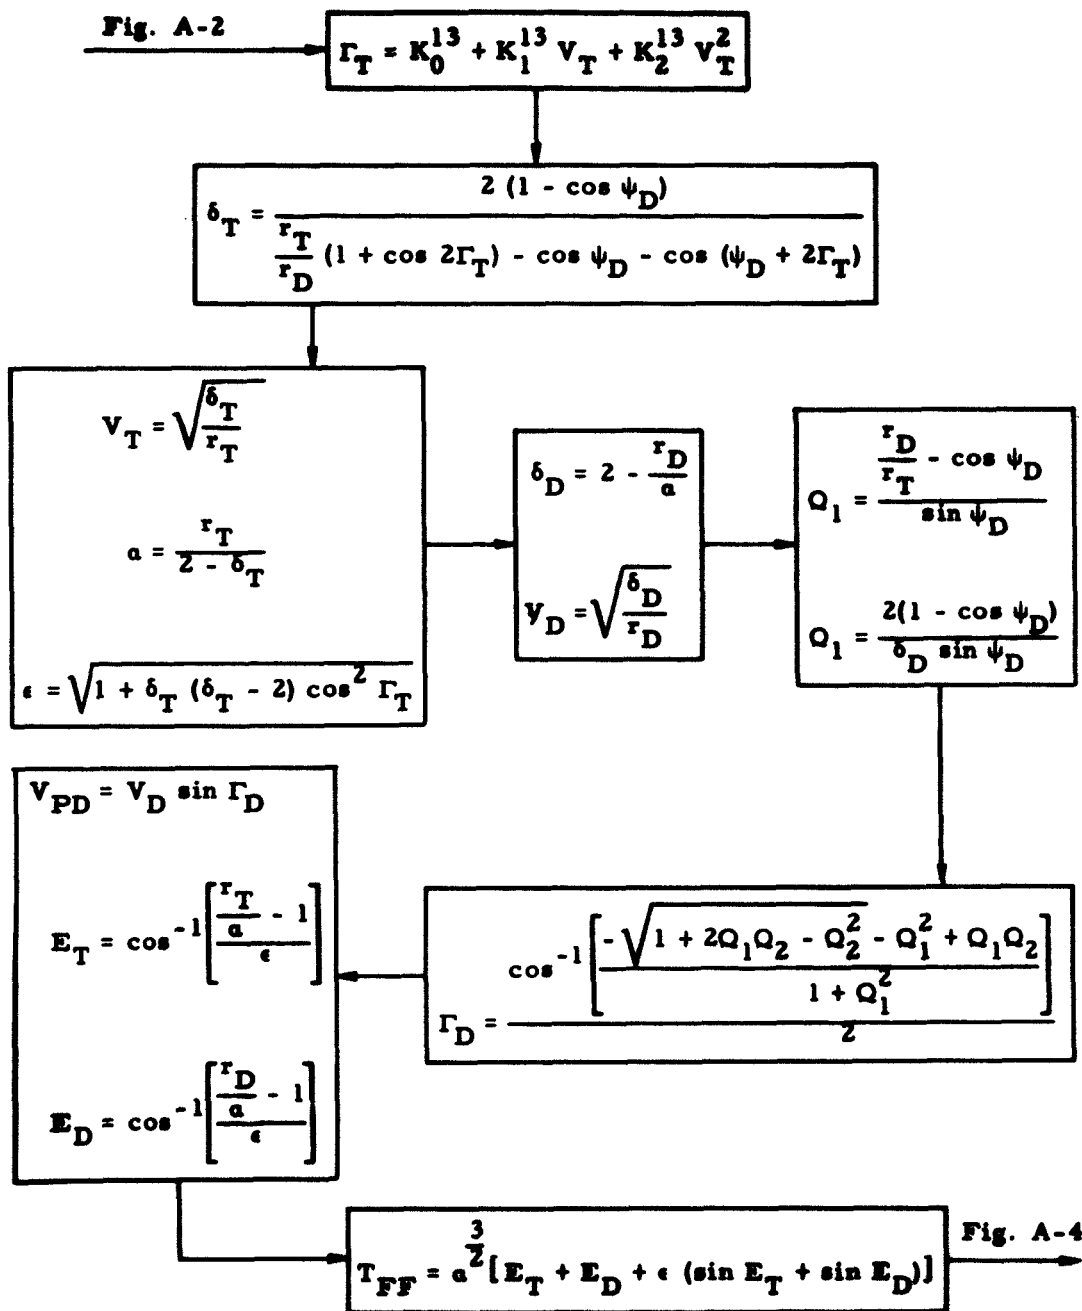 Fig. A-2
Γ_T = K_0^13 + K_1^13 V_T + K_2^13 V_T^2
δ_T = 2 (1 - cos ψ_D) / (r_T/r_D (1 + cos 2Γ_T) - cos ψ_D - cos (ψ_D + 2Γ_T))
V_T = √(δ_T/r_T)
a = r_T/(2 - δ_T)
ϵ = √(1 + δ_T (δ_T - 2) cos^2 Γ_T)
δ_D = 2 - r_D/a
V_D = √(δ_D/r_D)
Q_1 = (r_D/r_T - cos ψ_D)/sin ψ_D
Q_1 = 2(1 - cos ψ_D)/(δ_D sin ψ_D)
Γ_D = cos^-1 [(-√(1 + 2Q_1Q_2 - Q_2^2) - Q_1^2 + Q_1Q_2)/(1 + Q_1^2)] / 2
V_PD = V_D sin Γ_D
E_T = cos^-1 [(r_T/a - 1)/ϵ]
E_D = cos^-1 [(r_D/a - 1)/ϵ]
T_FF = a^(3/2) [E_T + E_D + ϵ (sin E_T + sin E_D)]
Fig. A-4